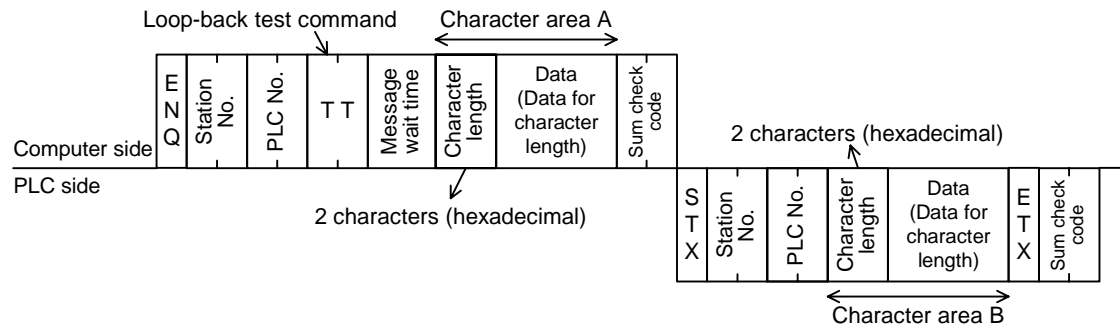 Loop-back test command
Character area A
E
N
Q
Station
No.
PLC No.
T T
Message
wait time
Character
length
Data
(Data for
character
length)
Sum check
code
Computer side
PLC side
2 characters (hexadecimal)
2 characters (hexadecimal)
S
T
X
Station
No.
PLC No.
Character
length
Data
(Data for
character
length)
E
T
X
Sum check
code
Character area B